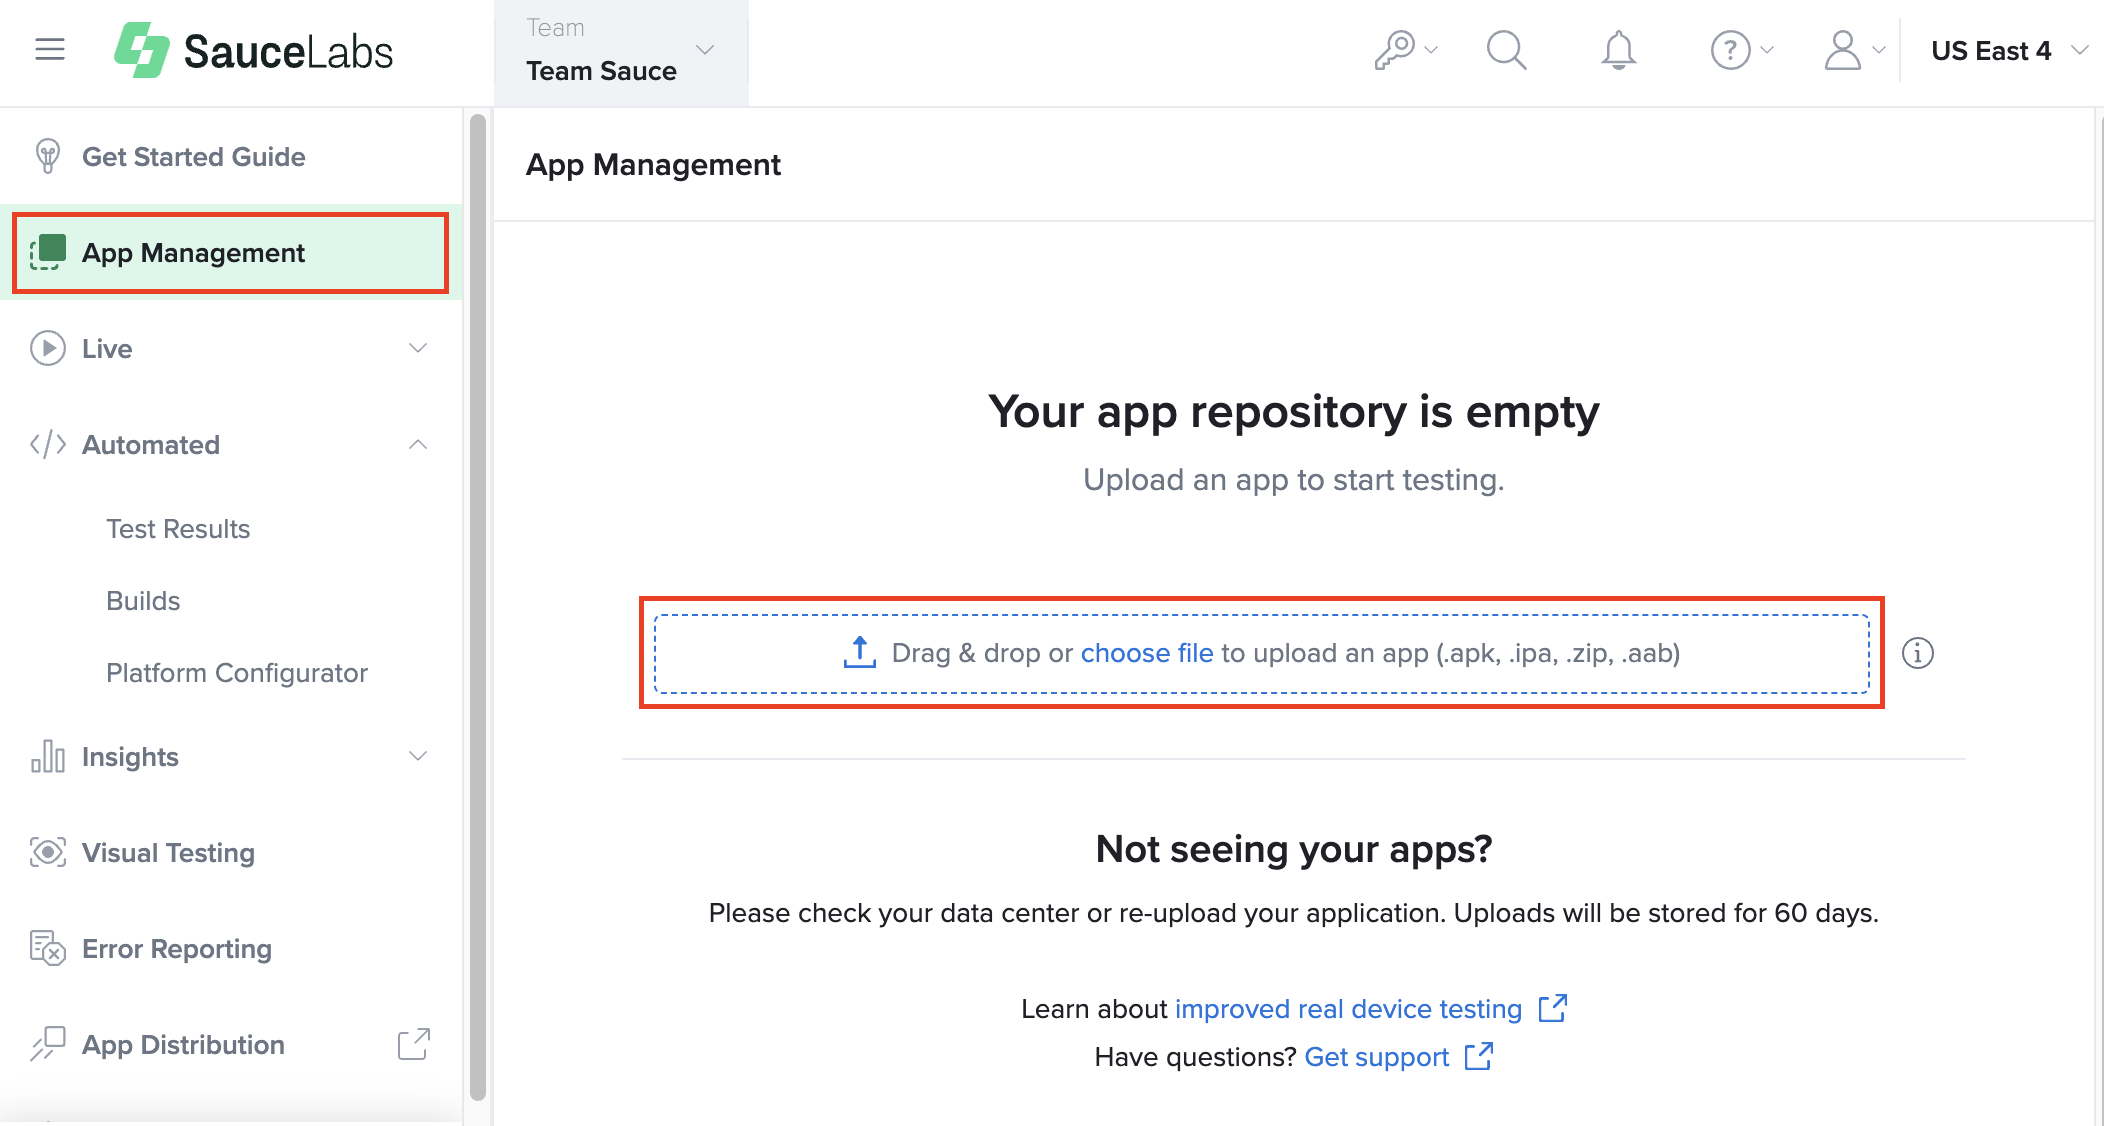 SauceLabs
Team
Team Sauce
US East 4
Get Started Guide
App Management
Live
Automated
Test Results
Builds
Platform Configurator
Insights
Visual Testing
Error Reporting
App Distribution
App Management
Your app repository is empty
Upload an app to start testing.
Drag & drop or choose file to upload an app (.apk, .ipa, .zip, .aab)
Not seeing your apps?
Please check your data center or re-upload your application. Uploads will be stored for 60 days.
Learn about improved real device testing
Have questions? Get support